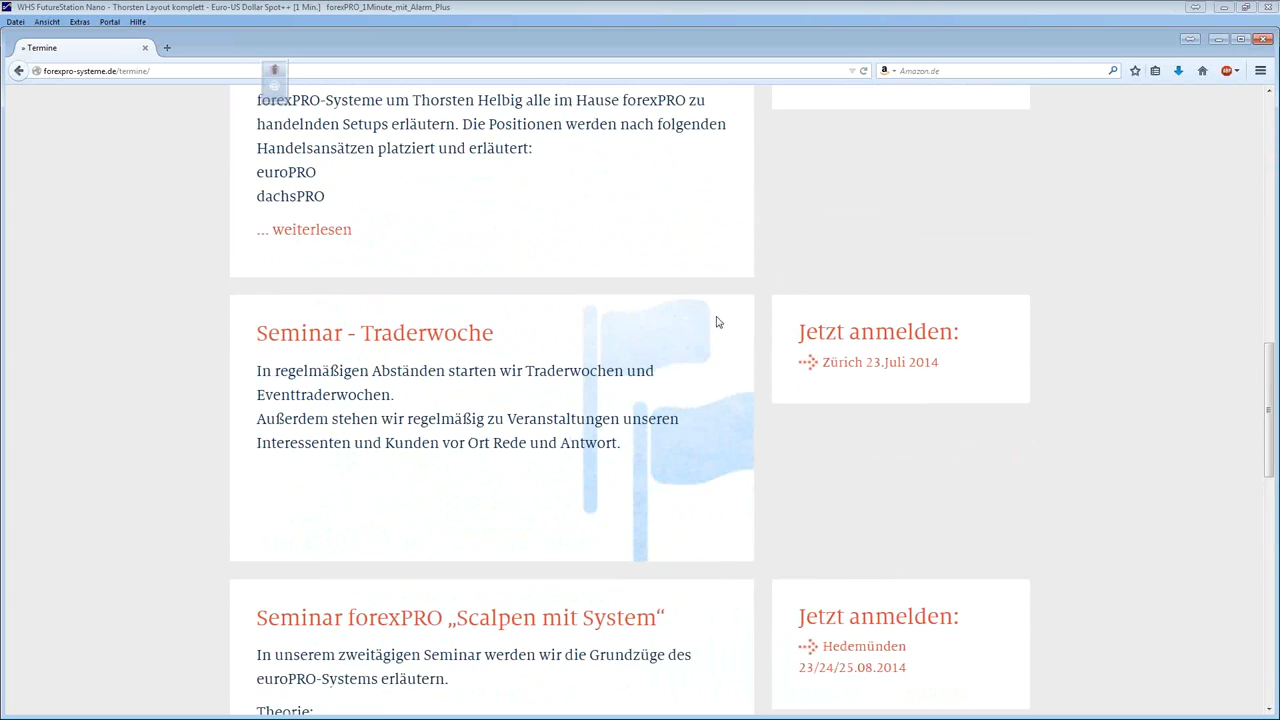 WHS FutureStation Nano - Thorsten Layout komplett - Euro-US Dollar Spot++ [1 Min.] forexPRO_1Minute_mit_Alarm_Plus
Datei Ansicht Extras Portal Hilfe
» Termine
forexpro-systeme.de/termine/
Amazon.de
forexPRO-Systeme um Thorsten Helbig alle im Hause forexPRO zu
handelnden Setups erläutern. Die Positionen werden nach folgenden
Handelsansätzen platziert und erläutert:
euroPRO
dachsPRO
... weiterlesen
Seminar - Traderwoche
In regelmäßigen Abständen starten wir Traderwochen und
Eventtraderwochen.
Außerdem stehen wir regelmäßig zu Veranstaltungen unseren
Interessenten und Kunden vor Ort Rede und Antwort.
Jetzt anmelden:
Zürich 23.Juli 2014
Seminar forexPRO „Scalpen mit System“
In unserem zweitägigen Seminar werden wir die Grundzüge des
euroPRO-Systems erläutern.
Theorie:
Jetzt anmelden:
Hedemünden
23/24/25.08.2014